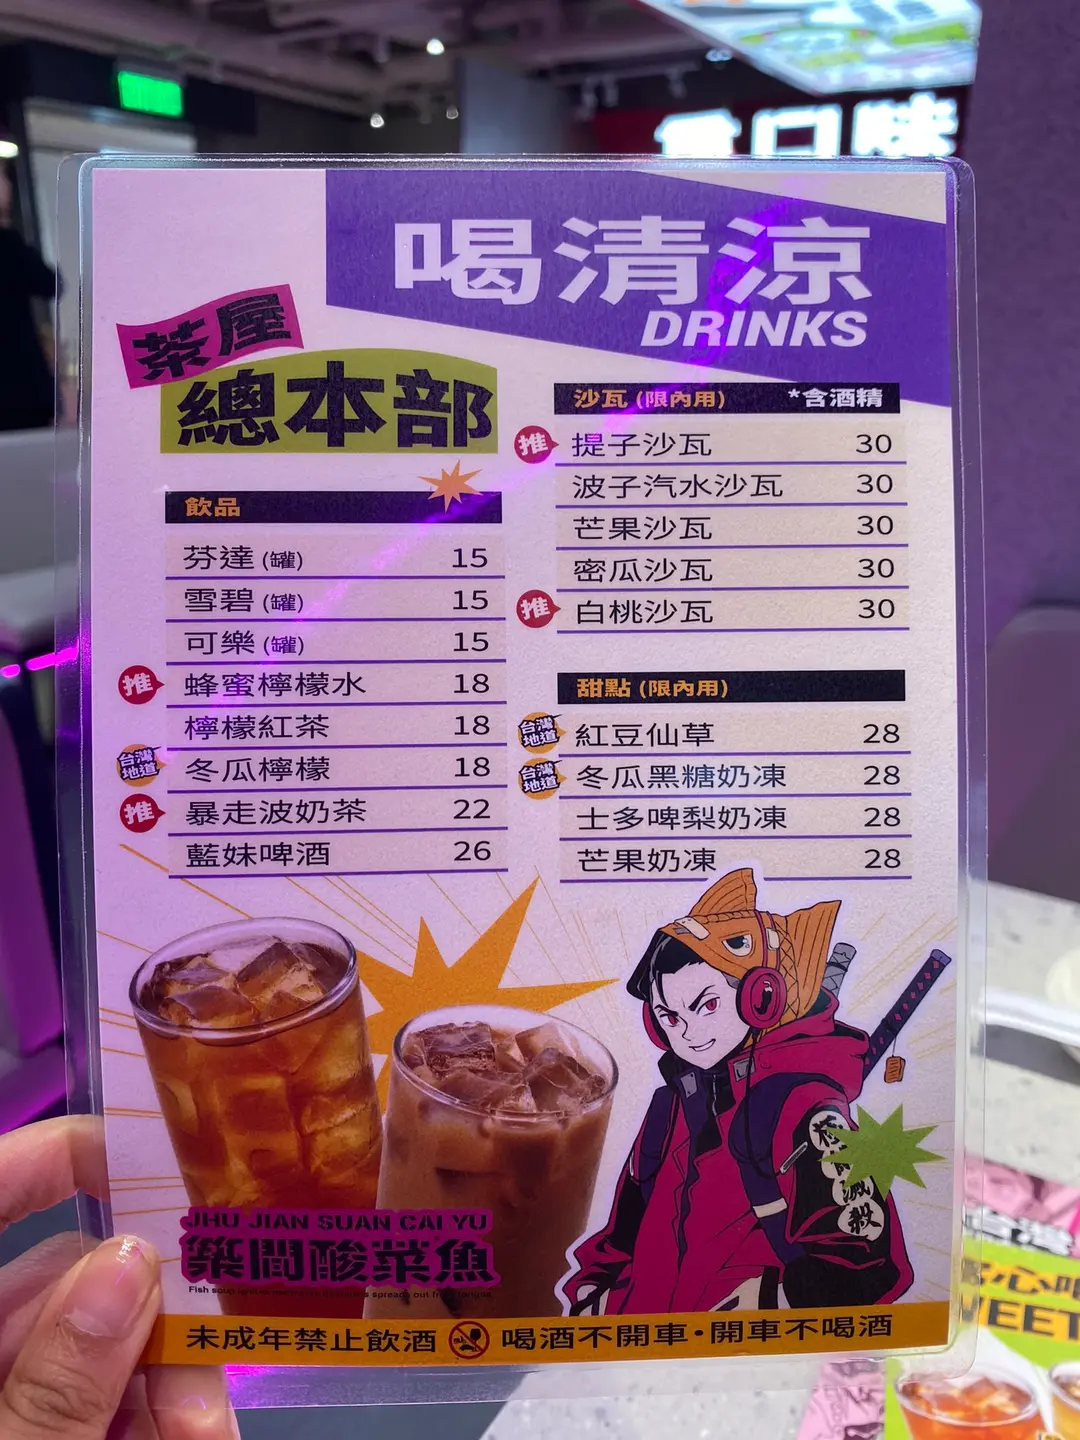 重口味
喝清涼
DRINKS
茶屋
總本部
飲品
芬達 (罐) 15
雪碧 (罐) 15
可樂 (罐) 15
推 蜂蜜檸檬水 18
檸檬紅茶 18
台灣地道 冬瓜檸檬 18
推 暴走波奶茶 22
藍妹啤酒 26
沙瓦 (限內用) *含酒精
推 提子沙瓦 30
波子汽水沙瓦 30
芒果沙瓦 30
密瓜沙瓦 30
推 白桃沙瓦 30
甜點 (限內用)
台灣地道 紅豆仙草 28
台灣地道 冬瓜黑糖奶凍 28
士多啤梨奶凍 28
芒果奶凍 28
滅殺
JHU JIAN SUAN CAI YU
築間酸菜魚
Fish soup
未成年禁止飲酒 喝酒不開車·開車不喝酒